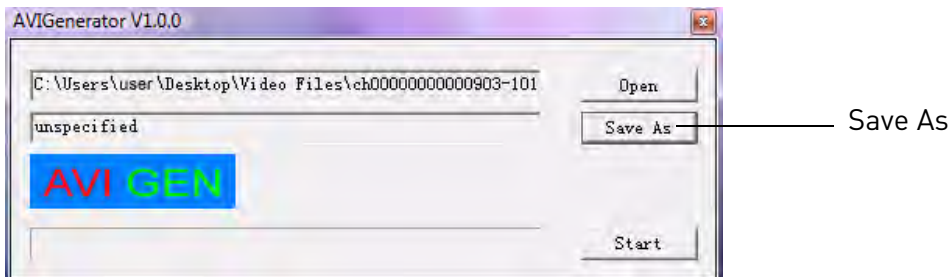 AVIGenerator V1.0.0
C:\Users\user\Desktop\Video Files\ch00000000000903-101
Open
unspecified
Save As
Save As
AVI GEN
Start